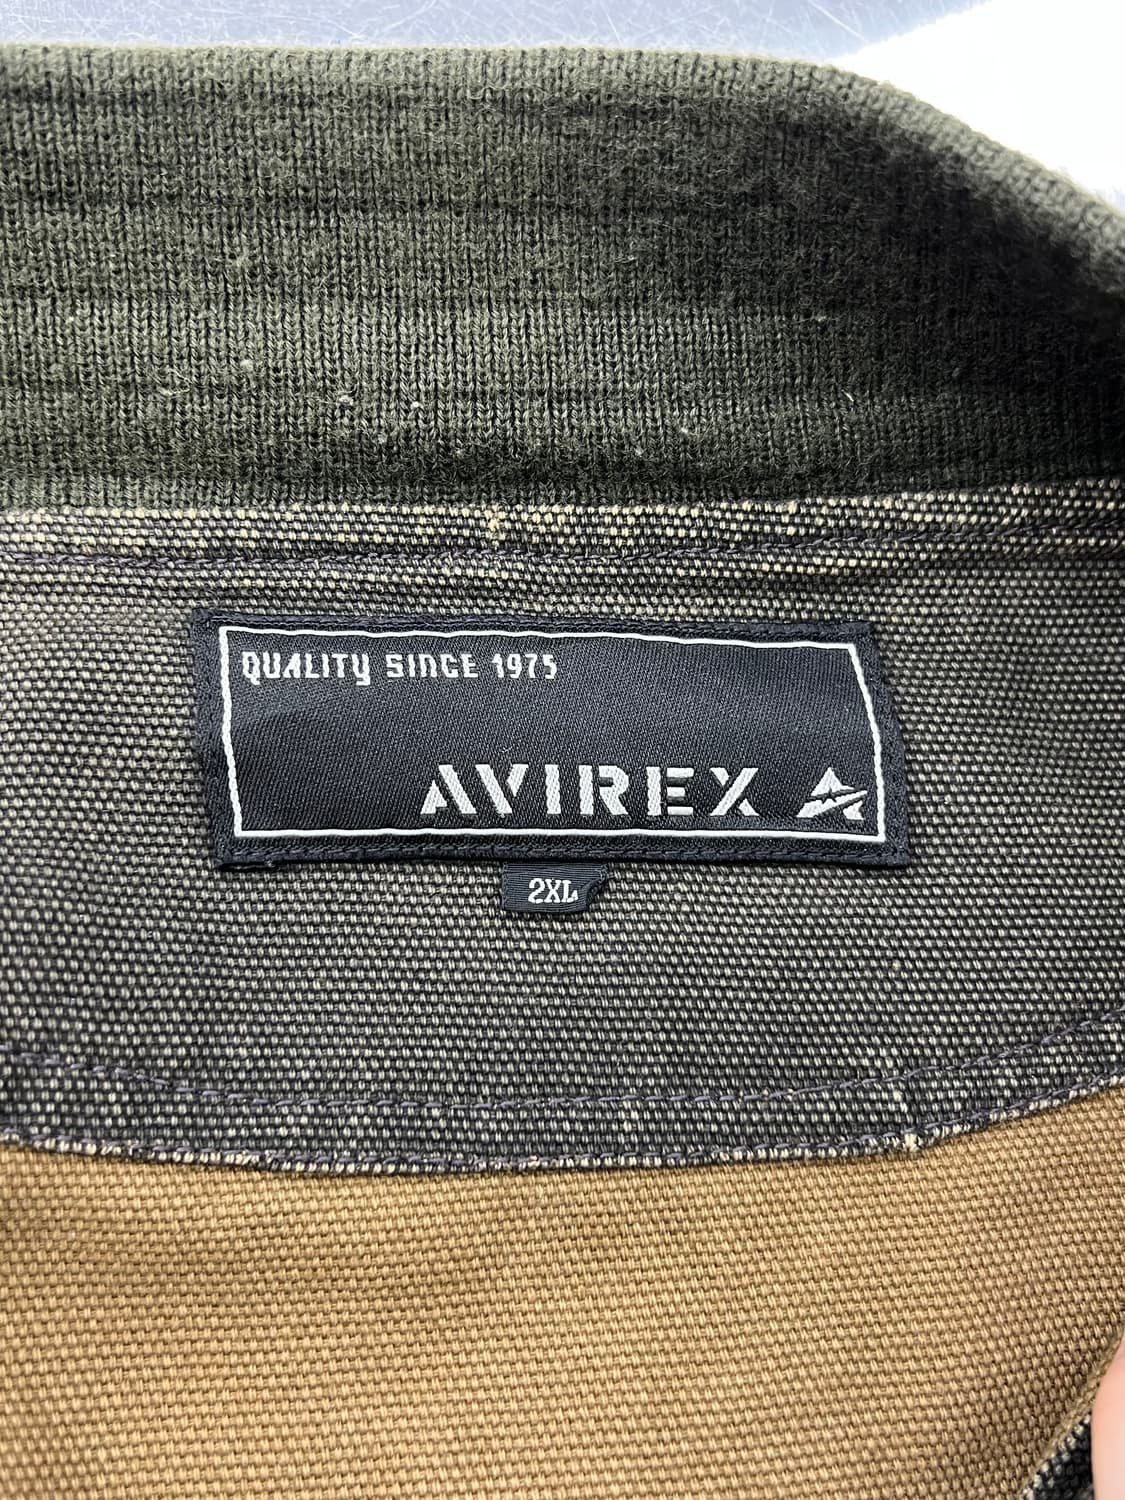 QUALITY SINCE 1975
AVIREX
2XL